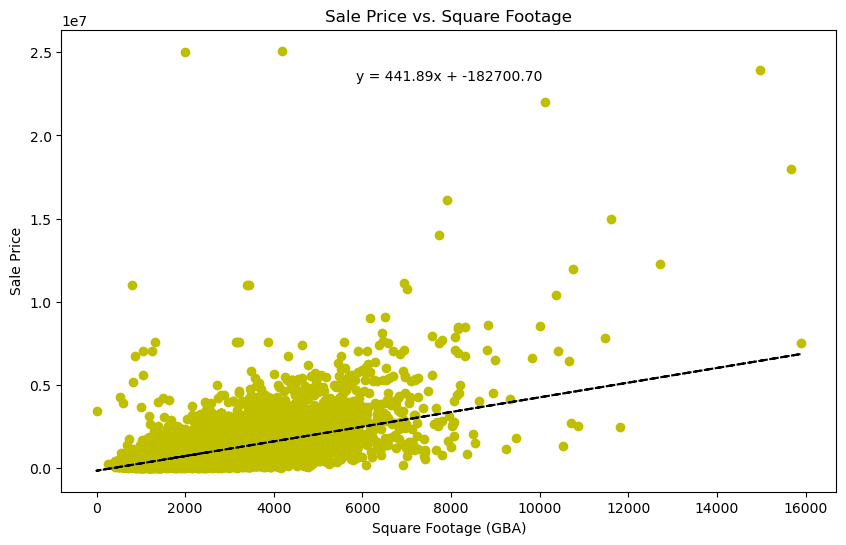 Sale Price vs. Square Footage
1e7
y = 441.89x + -182700.70
2.5
2.0
1.5
1.0
0.5
0.0
Sale Price
0 2000 4000 6000 8000 10000 12000 14000 16000
Square Footage (GBA)